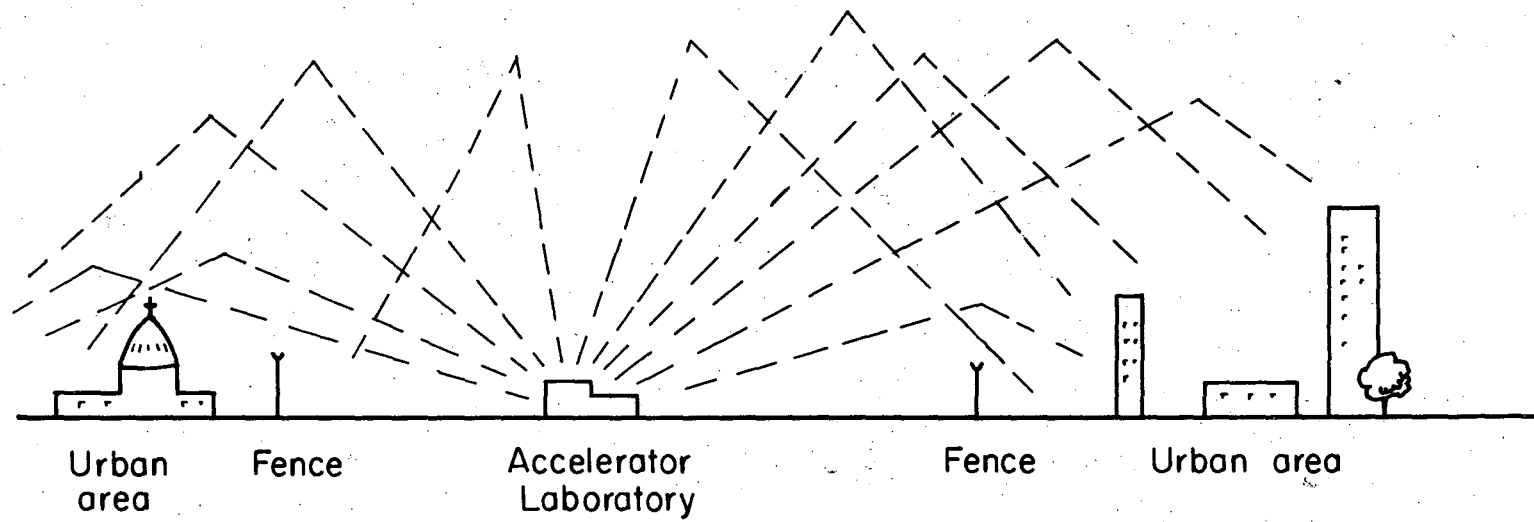 Urban
area
Fence
Accelerator
Laboratory
Fence
Urban area